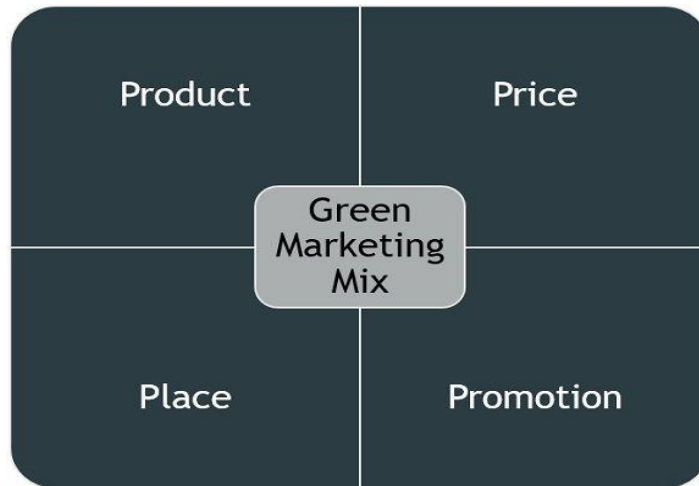 Product
Price
Green
Marketing
Mix
Place
Promotion